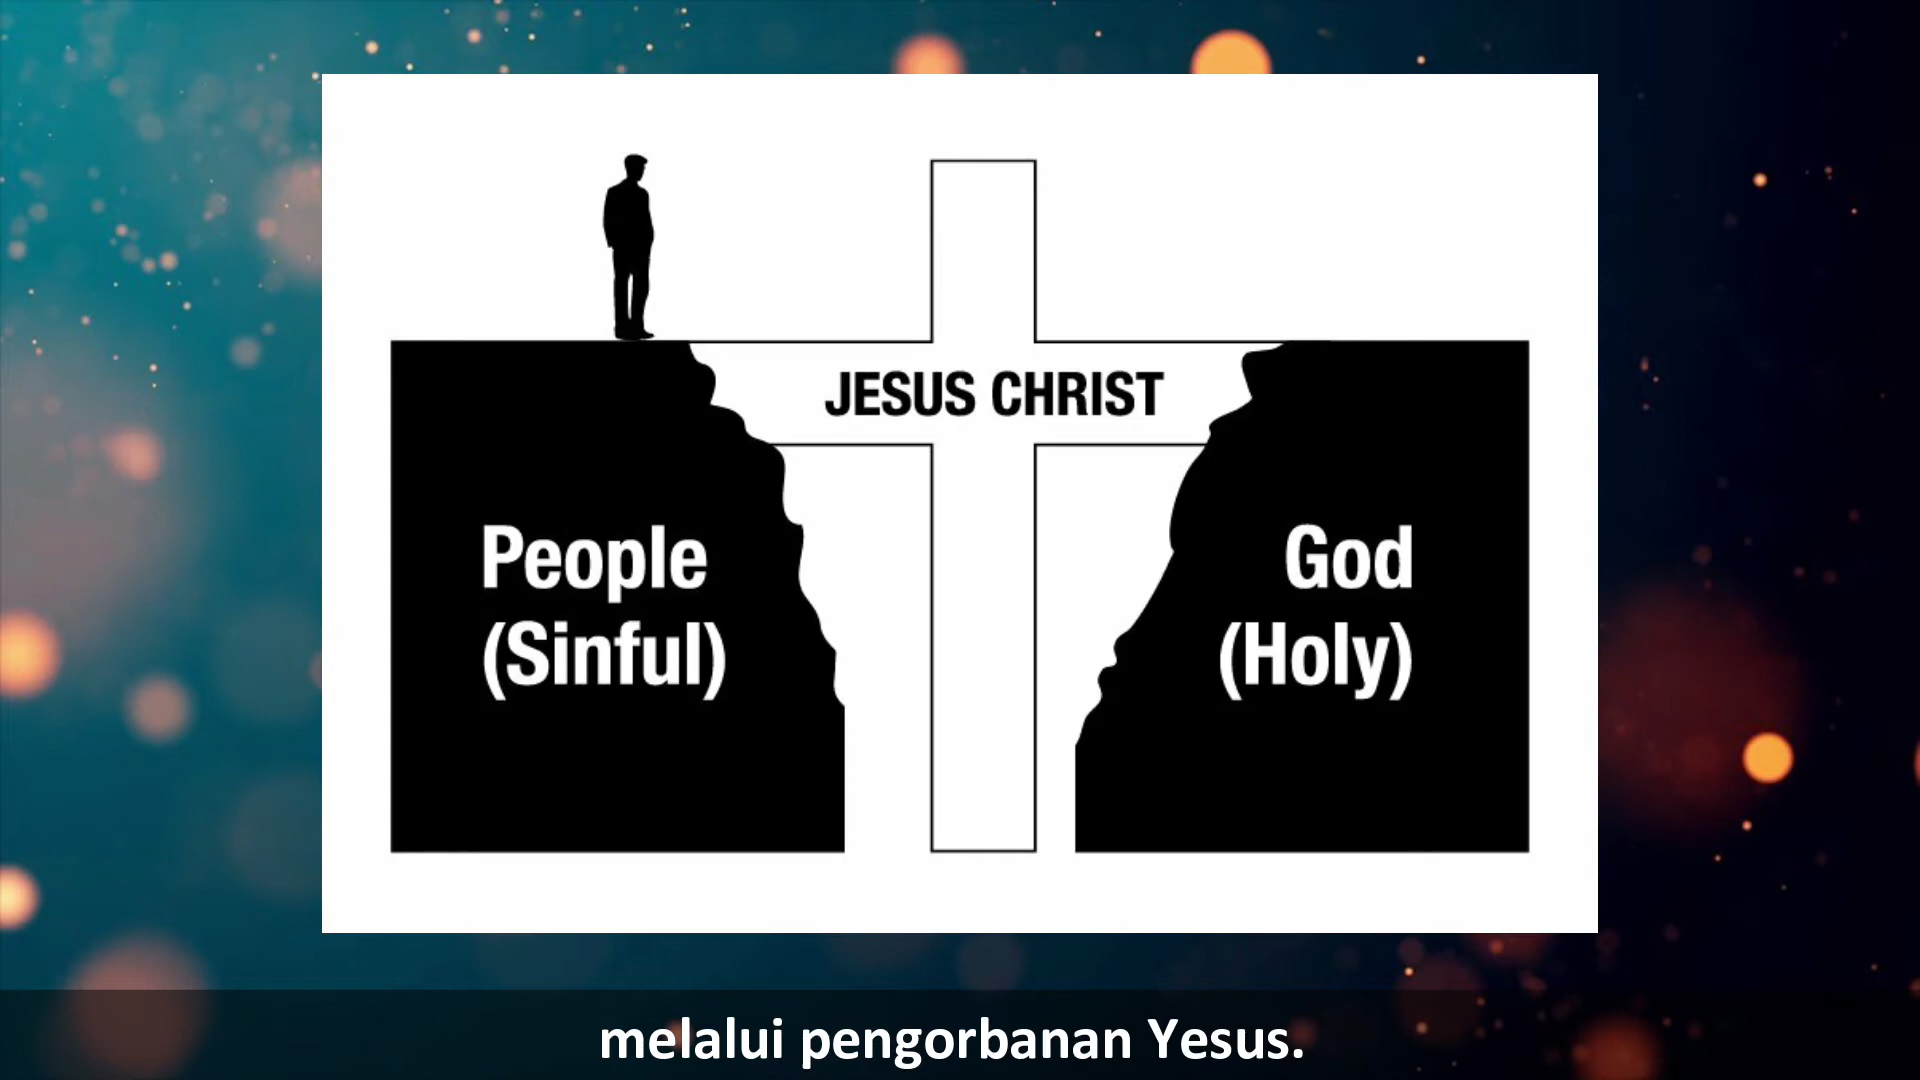 JESUS CHRIST
People
(Sinful)
God
(Holy)
melalui pengorbanan Yesus.